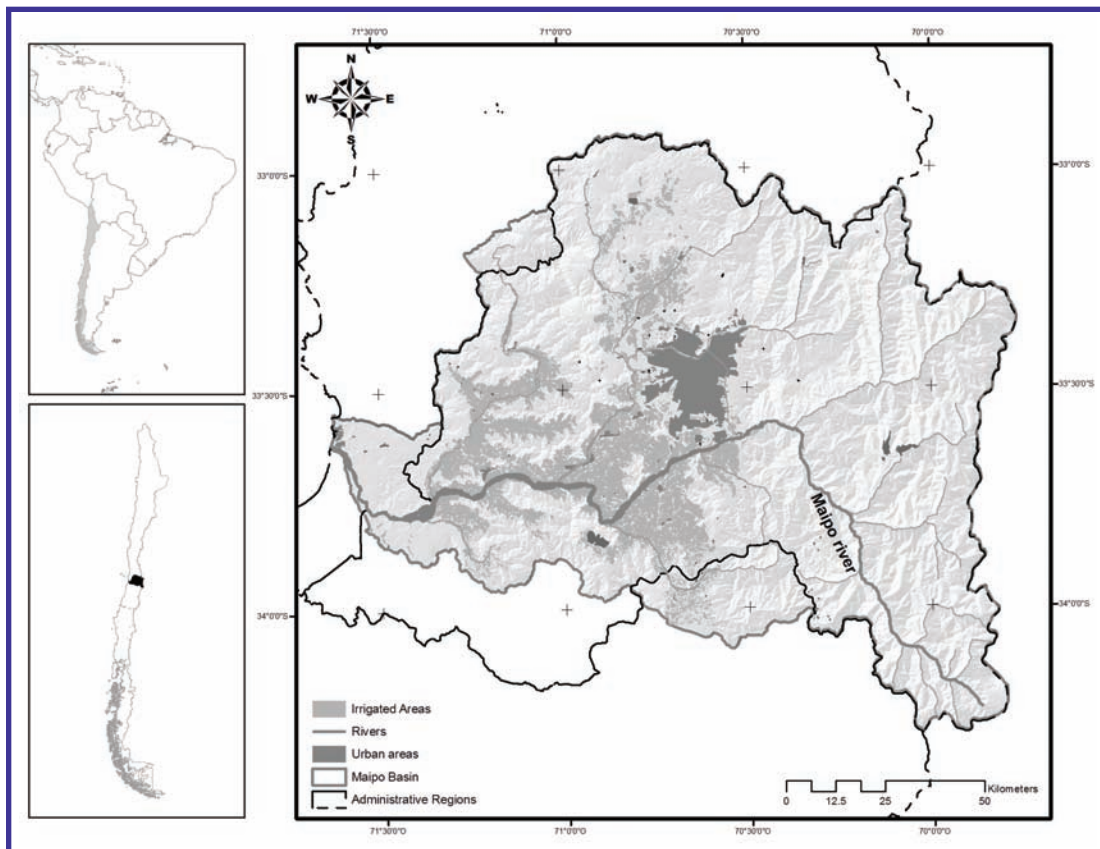 71°30'0"O 71°0'0"O 70°30'0"O 70°0'0"O
N
W E
S
33°0'0"S 33°0'0"S
33°30'0"S 33°30'0"S
Maipo river
34°0'0"S 34°0'0"S
Irrigated Areas
Rivers
Urban areas
Maipo Basin
Administrative Regions
Kilometers
0 12.5 25 50
71°30'0"O 71°0'0"O 70°30'0"O 70°0'0"O